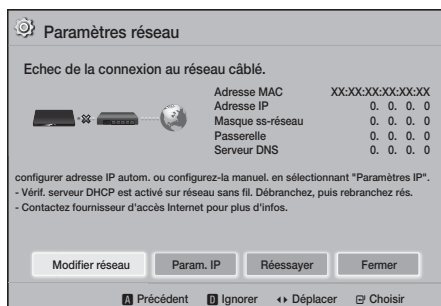 Paramètres réseau
Echec de la connexion au réseau câblé.
Adresse MAC XX:XX:XX:XX:XX:XX
Adresse IP 0. 0. 0. 0
Masque ss-réseau 0. 0. 0. 0
Passerelle 0. 0. 0. 0
Serveur DNS 0. 0. 0. 0
configurer adresse IP autom. ou configurez-la manuel. en sélectionnant "Paramètres IP".
- Vérif. serveur DHCP est activé sur réseau sans fil. Débranchez, puis rebranchez rés.
- Contactez fournisseur d'accès Internet pour plus d'infos.
Modifier réseau Param. IP Réessayer Fermer
A Précédent D Ignorer Déplacer Choisir